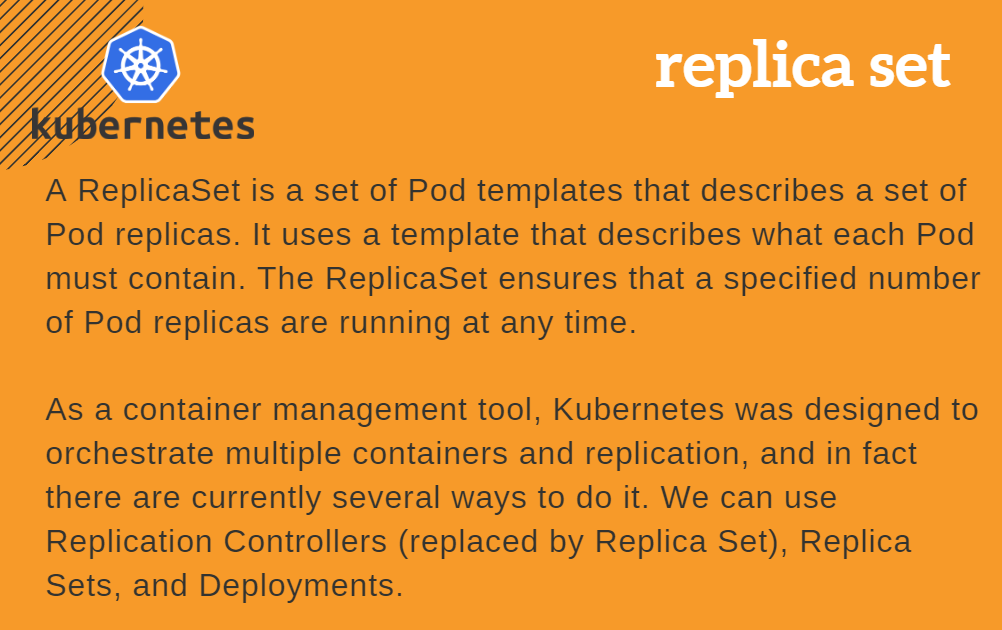 replica set
kubernetes
A ReplicaSet is a set of Pod templates that describes a set of
Pod replicas. It uses a template that describes what each Pod
must contain. The ReplicaSet ensures that a specified number
of Pod replicas are running at any time.
As a container management tool, Kubernetes was designed to
orchestrate multiple containers and replication, and in fact
there are currently several ways to do it. We can use
Replication Controllers (replaced by Replica Set), Replica
Sets, and Deployments.